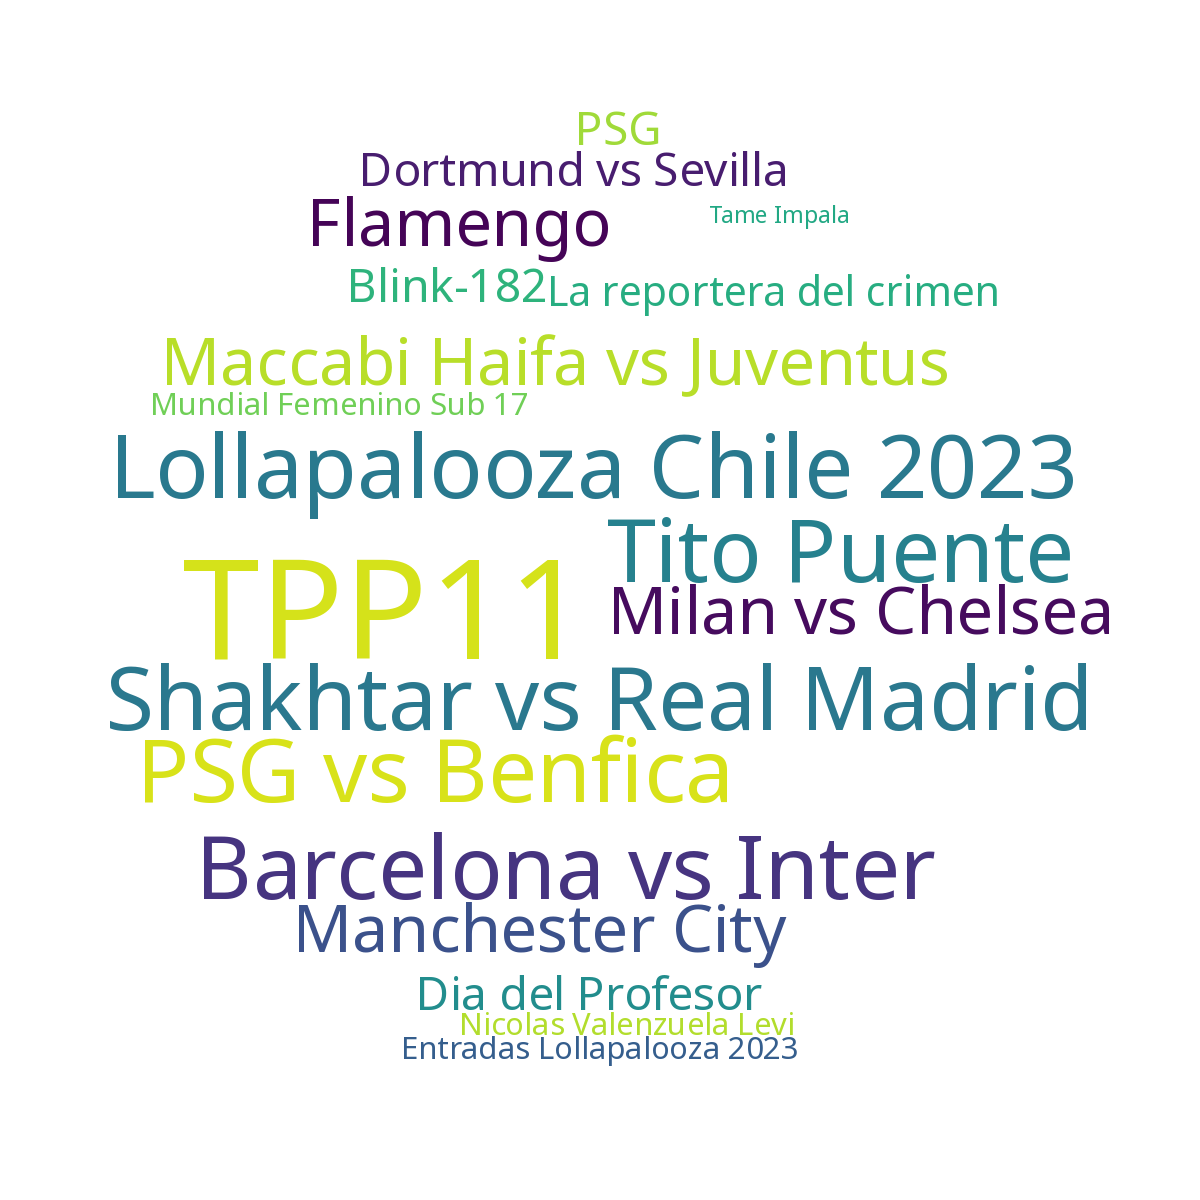 PSG
Dortmund vs Sevilla
Flamengo
Tame Impala
Blink-182
La reportera del crimen
Maccabi Haifa vs Juventus
Mundial Femenino Sub 17
Lollapalooza Chile 2023
Tito Puente
TPP11
Milan vs Chelsea
Shakhtar vs Real Madrid
PSG vs Benfica
Barcelona vs Inter
Manchester City
Dia del Profesor
Nicolas Valenzuela Levi
Entradas Lollapalooza 2023